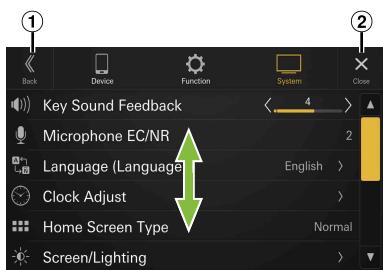 ① ②
Back Device Function System Close
Key Sound Feedback 4
Microphone EC/NR 2
Language (Language English
Clock Adjust
Home Screen Type Normal
Screen/Lighting